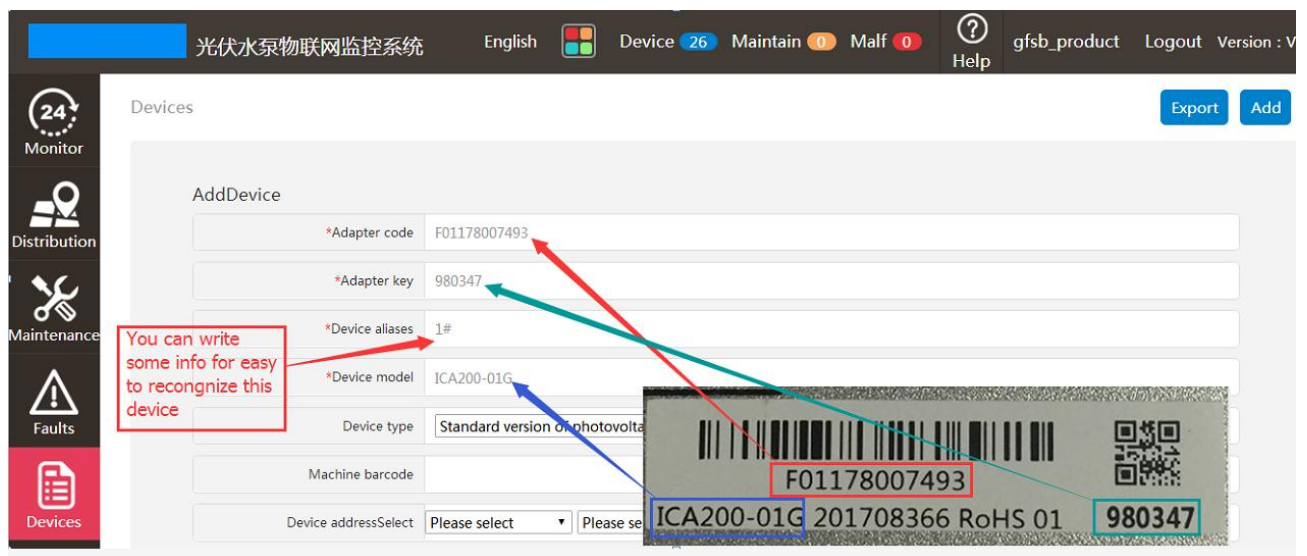 光伏水泵物联网监控系统 English Device 26 Maintain 0 Malf 0 Help gfsb_product Logout Version : V
24
Monitor
Distribution
Maintenance
Faults
Devices
Devices Export Add
AddDevice
*Adapter code F01178007493
*Adapter key 980347
*Device aliases 1#
*Device model ICA200-01G
Device type Standard version of photovolta
Machine barcode
Device addressSelect Please select Please se
You can write
some info for easy
to recongnize this
device
F01178007493
ICA200-01G 201708366 RoHS 01 980347